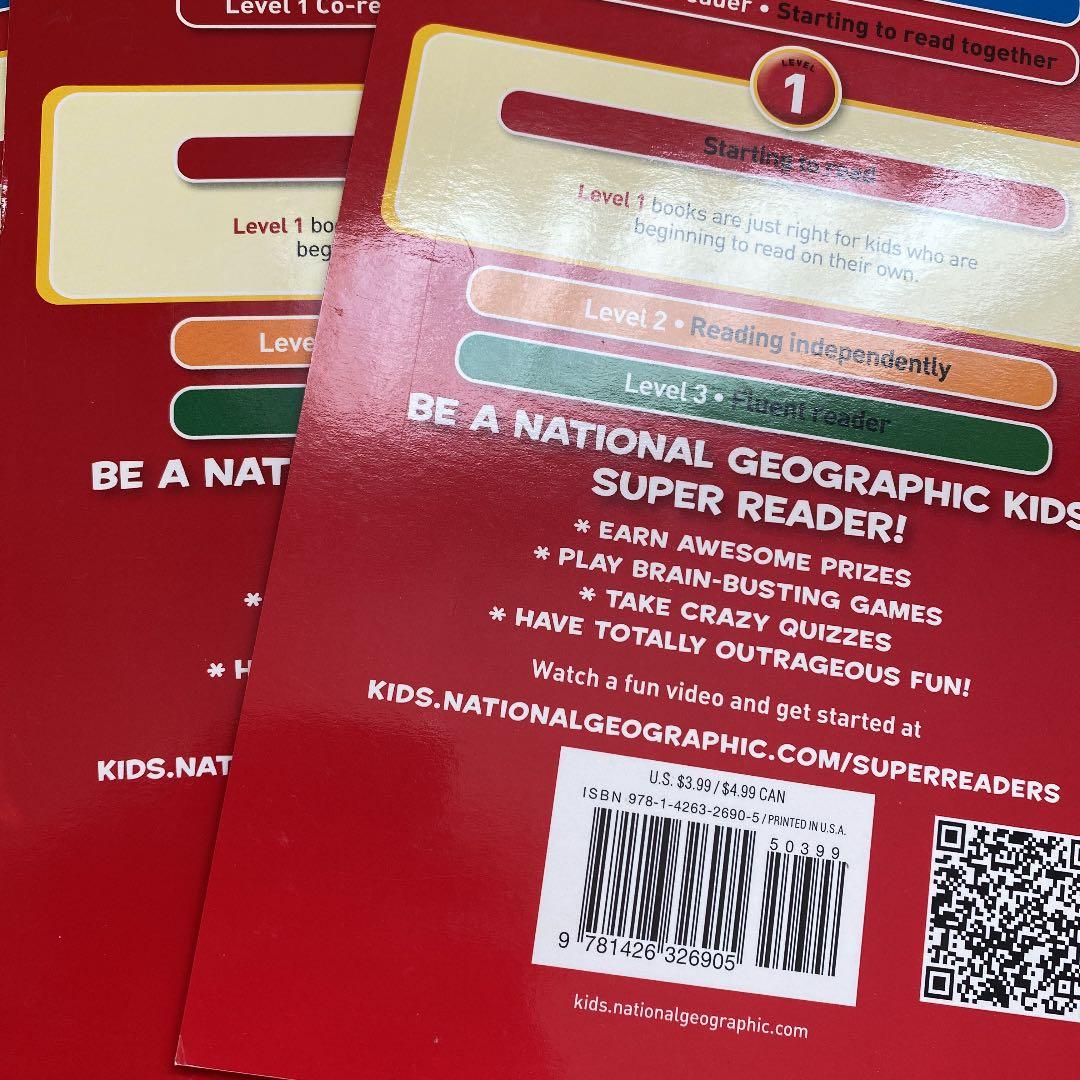 Level 1 Co-re
Level 1 bo
beg
Leve
BE A NAT
*
* H
KIDS.NAT
ader • Starting to read together
LEVEL
1
Starting to read
Level 1 books are just right for kids who are
beginning to read on their own.
Level 2 • Reading independently
Level 3 • Fluent reader
BE A NATIONAL GEOGRAPHIC KIDS
SUPER READER!
* EARN AWESOME PRIZES
* PLAY BRAIN-BUSTING GAMES
* TAKE CRAZY QUIZZES
* HAVE TOTALLY OUTRAGEOUS FUN!
Watch a fun video and get started at
KIDS.NATIONALGEOGRAPHIC.COM/SUPERREADERS
U.S. $3.99 / $4.99 CAN
ISBN 978-1-4263-2690-5 / PRINTED IN U.S.A.
50399
9 781426 326905
kids.nationalgeographic.com